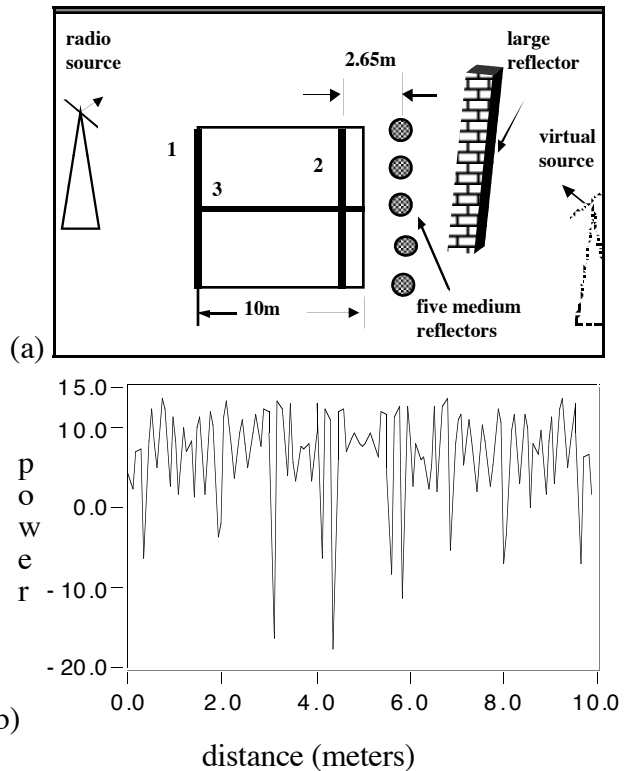 radio
source
2.65m
large
reflector
1
2
3
virtual
source
10m
five medium
reflectors
(a)
15.0
10.0
0.0
- 10.0
- 20.0
power
0.0
2.0
4.0
6.0
8.0
10.0
b)
distance (meters)